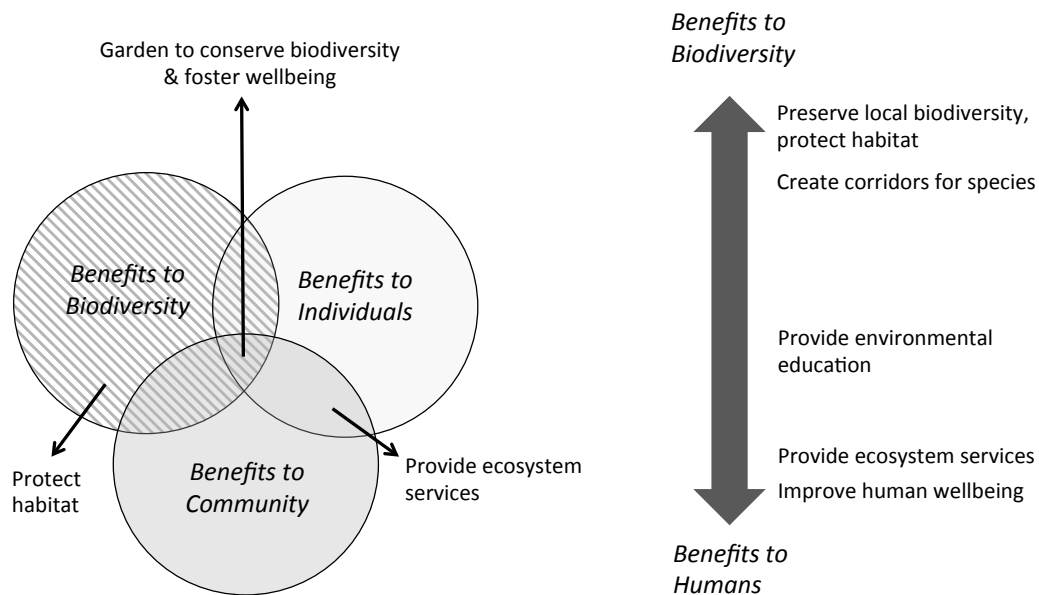 Garden to conserve biodiversity
& foster wellbeing
Benefits to
Biodiversity
Benefits to
Individuals
Benefits to
Community
Protect
habitat
Provide ecosystem
services
Benefits to
Biodiversity
Preserve local biodiversity,
protect habitat
Create corridors for species
Provide environmental
education
Provide ecosystem services
Improve human wellbeing
Benefits to
Humans